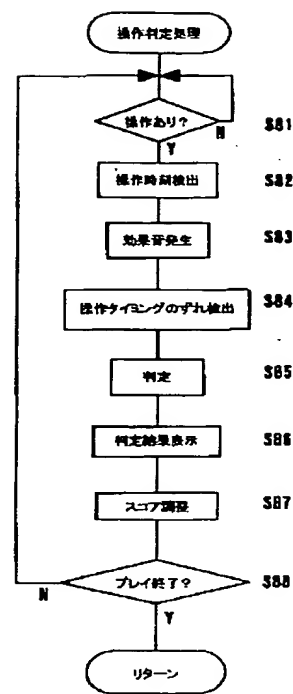 操作判定処理
操作あり?
N
Y
S81
操作時刻検出
S82
効果音発生
S83
操作タイミングのずれ検出
S84
判定
S85
判定結果表示
S86
スコア調整
S87
プレイ終了?
S88
N
Y
リターン